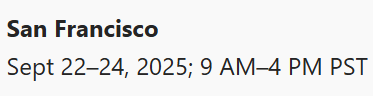 San Francisco
Sept 22–24, 2025; 9 AM–4 PM PST